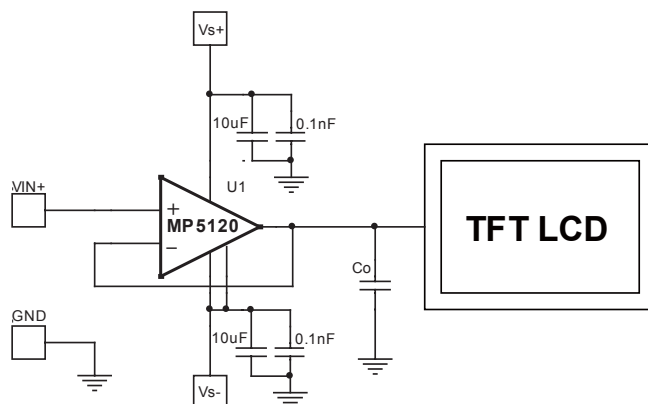 Vs+
10uF 0.1nF
VIN+
U1
+
MP5120
−
TFT LCD
Co
GND
10uF 0.1nF
Vs-